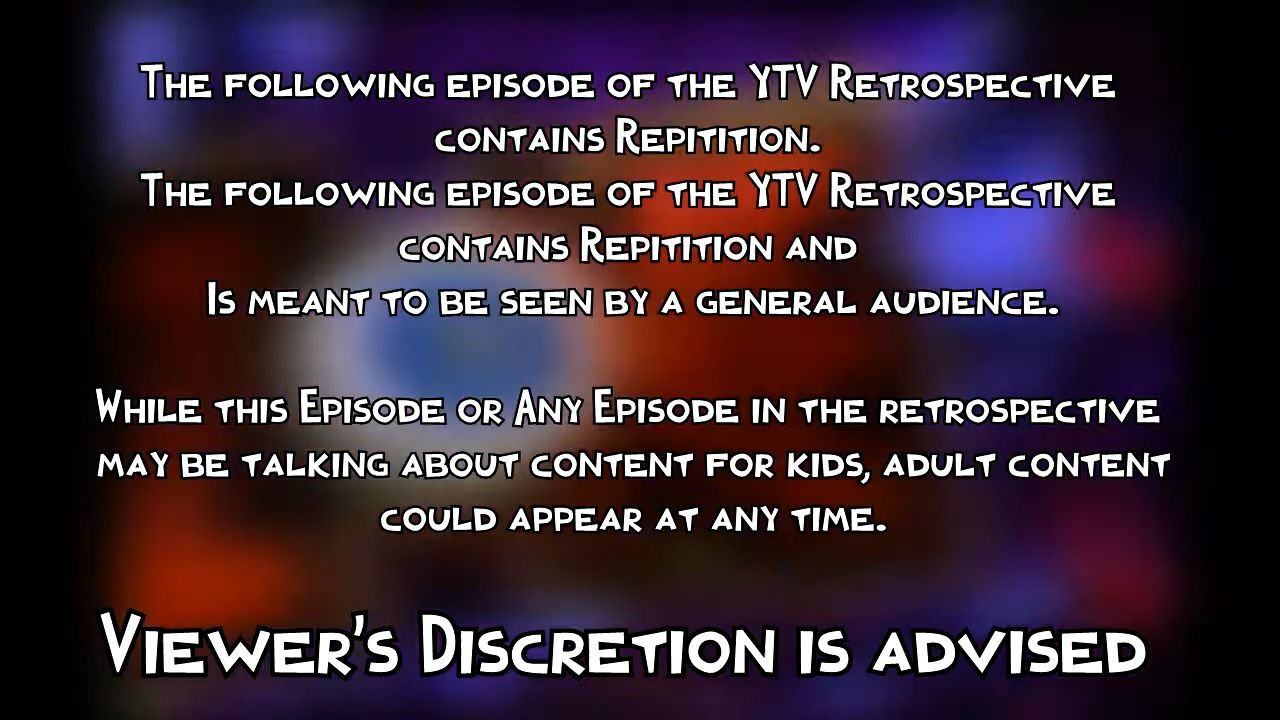 The following episode of the YTV Retrospective
contains Repitition.
The following episode of the YTV Retrospective
contains Repitition and
Is meant to be seen by a general audience.
While this Episode or Any Episode in the retrospective
may be talking about content for kids, adult content
could appear at any time.
Viewer's Discretion is advised